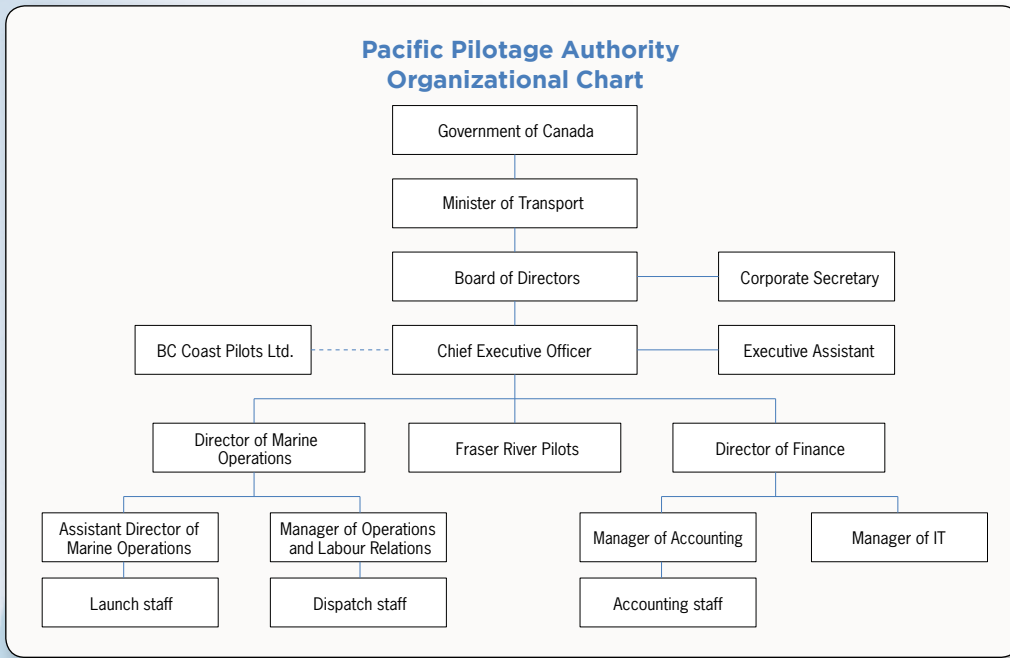 Pacific Pilotage Authority
Organizational Chart
Government of Canada
Minister of Transport
Board of Directors
Corporate Secretary
BC Coast Pilots Ltd.
Chief Executive Officer
Executive Assistant
Director of Marine
Operations
Fraser River Pilots
Director of Finance
Assistant Director of
Marine Operations
Manager of Operations
and Labour Relations
Manager of Accounting
Manager of IT
Launch staff
Dispatch staff
Accounting staff